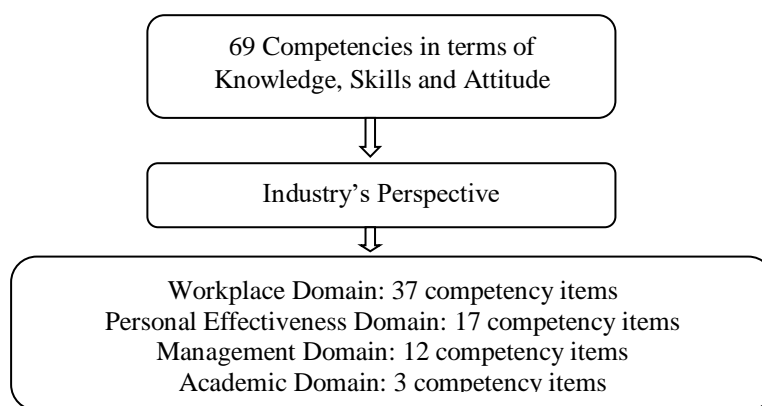 69 Competencies in terms of
Knowledge, Skills and Attitude
Industry’s Perspective
Workplace Domain: 37 competency items
Personal Effectiveness Domain: 17 competency items
Management Domain: 12 competency items
Academic Domain: 3 competency items